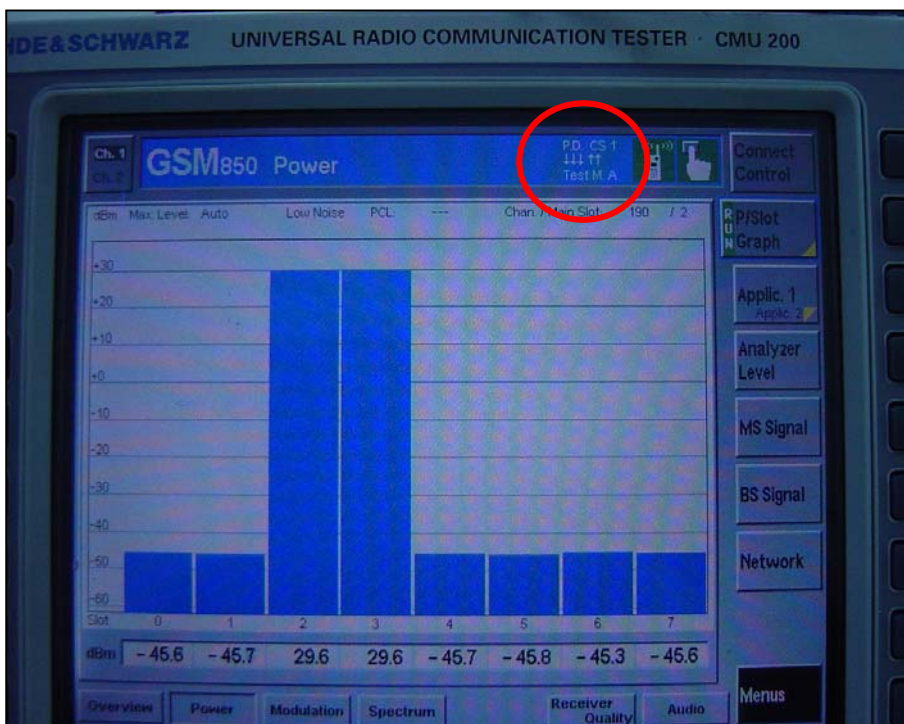 HDE&SCHWARZ UNIVERSAL RADIO COMMUNICATION TESTER · CMU 200
Ch. 1
Ch. 2
GSM850 Power
P.D. CS 1
↓↓↓ ↑↑
Test M. A
Connect
Control
dBm Max. Level: Auto Low Noise PCL: --- Chan. / Main Slot: 190 / 2
RUN
P/Slot
Graph
+30
+20
+10
+0
-10
-20
-30
-40
-50
-60
Applic. 1
Applic. 2
Analyzer
Level
MS Signal
BS Signal
Network
Slot 0 1 2 3 4 5 6 7
dBm -45.6 -45.7 29.6 29.6 -45.7 -45.8 -45.3 -45.6
Overview Power Modulation Spectrum Receiver Quality Audio
Menus